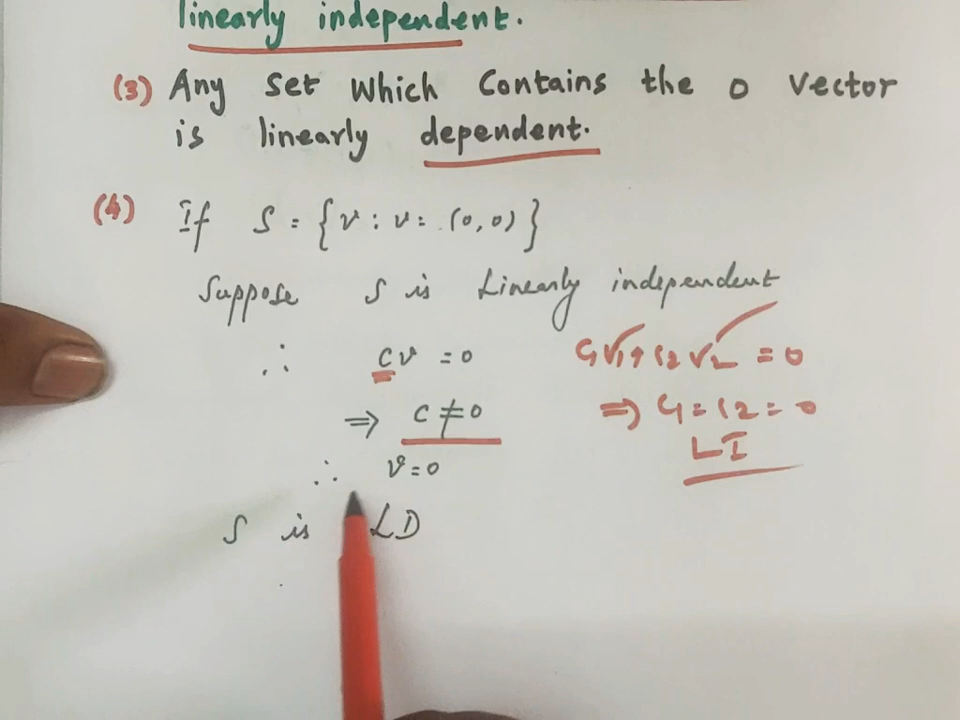 linearly independent.
(3) Any set which contains the 0 vector
is linearly dependent.
(4) If S = {v : v = (0,0)}
Suppose S is Linearly independent
∴ cv = 0
C1V1 + C2V2 = 0
⇒ C ≠ 0
⇒ C1 = C2 = 0
LI
∴ v = 0
S is LD